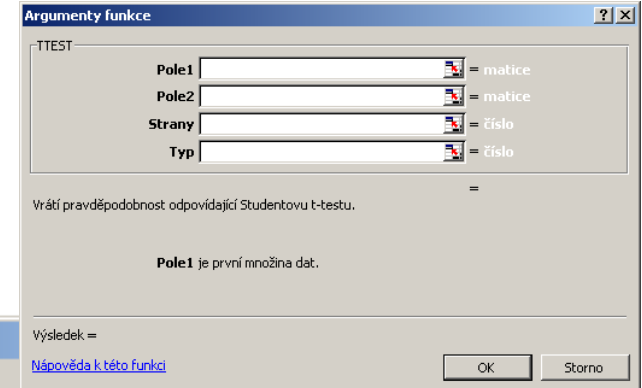 Argumenty funkce
TTEST
Pole1 = matice
Pole2 = matice
Strany = číslo
Typ = číslo
=
Vrátí pravděpodobnost odpovídající Studentovu t-testu.
Pole1 je první množina dat.
Výsledek =
Nápověda k této funkci OK Storno